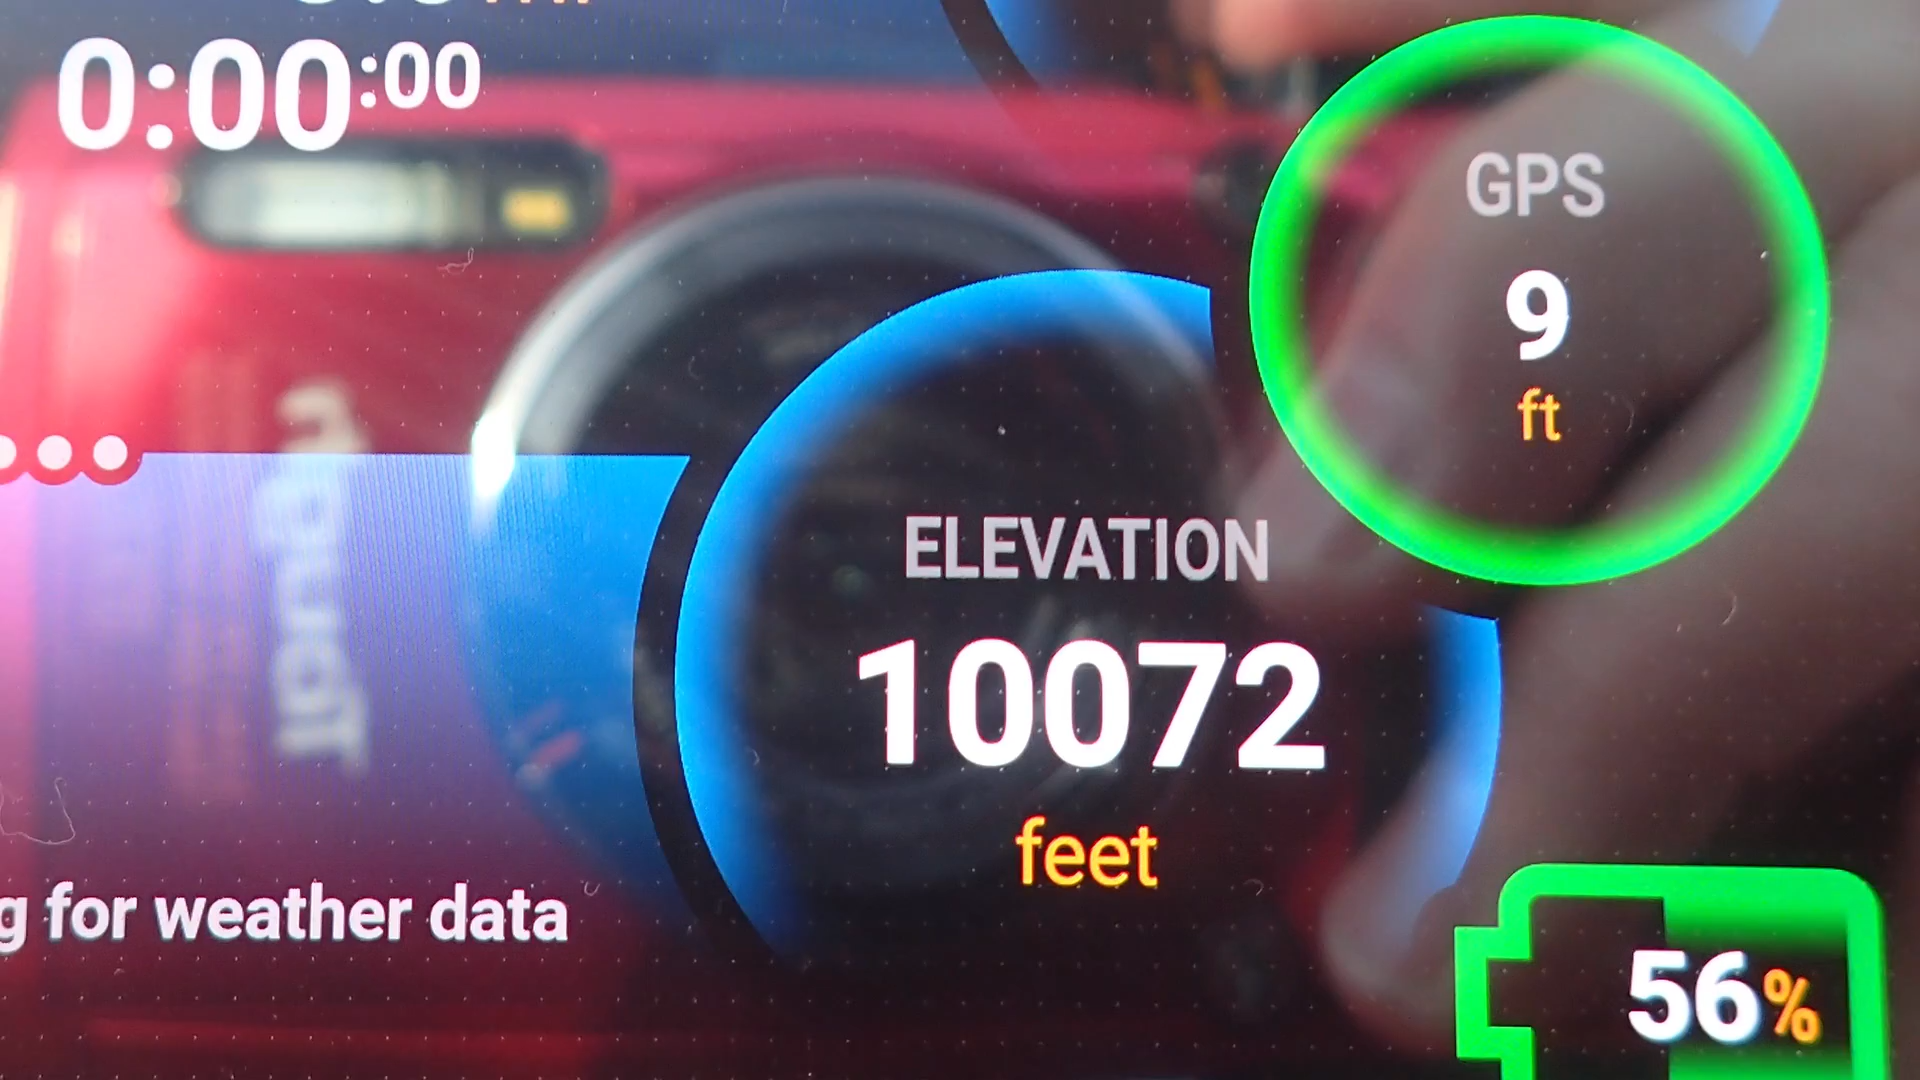 0:00:00
GPS
9
ft
ELEVATION
10072
feet
g for weather data
56%